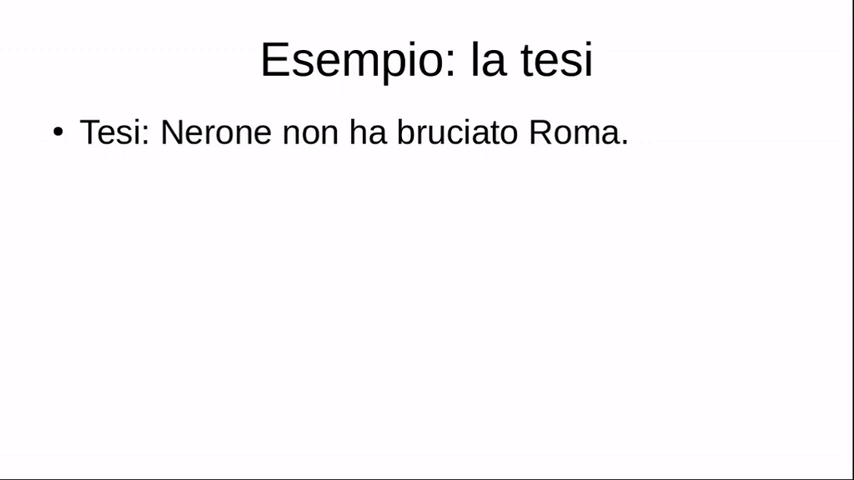 Esempio: la tesi
• Tesi: Nerone non ha bruciato Roma.